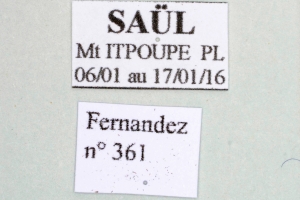 SAÜL
Mt ITPOUPE PL
06/01 au 17/01/16
Fernandez
n° 361